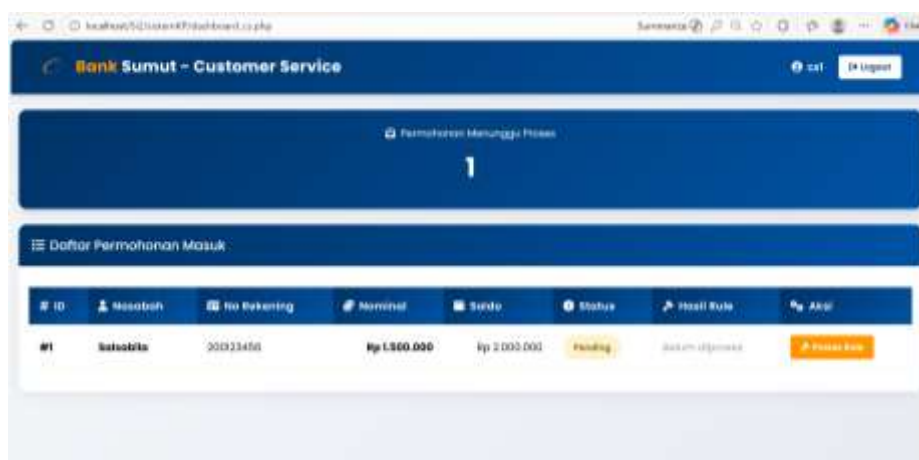 Bank Sumut - Customer Service
cs1
Logout
Permohonan Menunggu Proses
1
Daftar Permohonan Masuk
# ID Nasabah No Rekening Nominal Saldo Status Hasil Rule Aksi
#1 Salsabila Rp 1.500.000 Rp 2.000.000 Pending Belum diproses Proses Rule